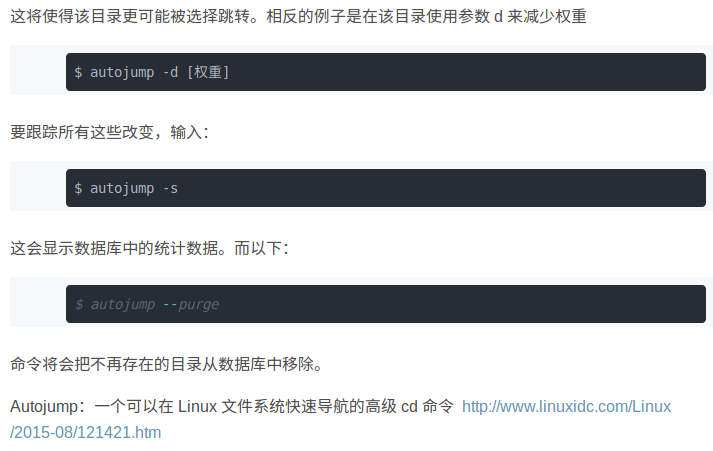 这将使得该目录更可能被选择跳转。相反的例子是在该目录使用参数 d 来减少权重
$ autojump -d [权重]
要跟踪所有这些改变，输入：
$ autojump -s
这会显示数据库中的统计数据。而以下：
$ autojump --purge
命令将会把不再存在的目录从数据库中移除。
Autojump：一个可以在 Linux 文件系统快速导航的高级 cd 命令 http://www.linuxidc.com/Linux
/2015-08/121421.htm